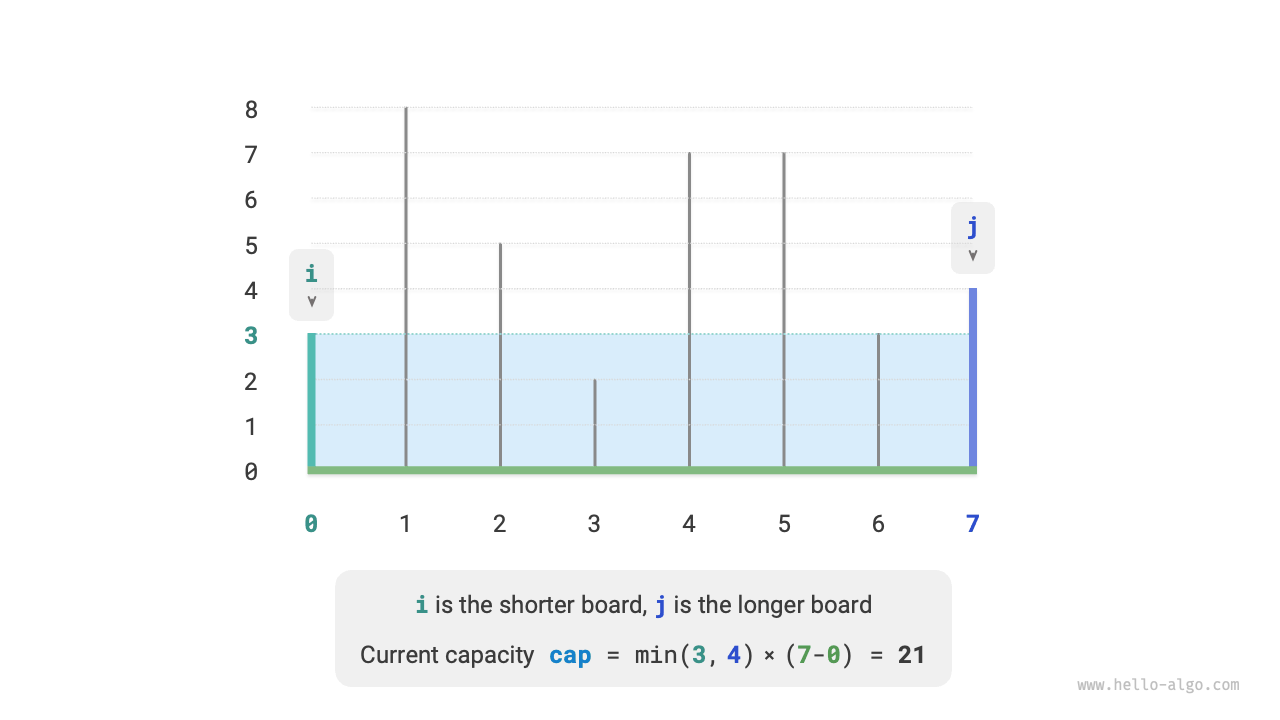 8
7
6
j
5
i
4
3
2
1
0
0 1 2 3 4 5 6 7
i is the shorter board, j is the longer board
Current capacity cap = min(3, 4) × (7-0) = 21
www.hello-algo.com